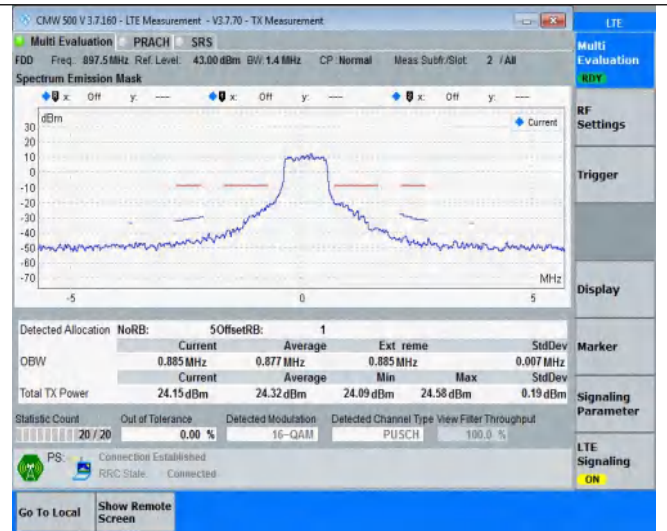 CMW 500 V 3.7.160 - LTE Measurement - V3.7.70 - TX Measurement
LTE
Multi Evaluation PRACH SRS
Multi Evaluation
RDY
FDD Freq: 897.5 MHz Ref. Level: 43.00 dBm BW: 1.4 MHz CP: Normal Meas Subfr./Slot: 2 / All
Spectrum Emission Mask
x: Off y: --- x: Off y: --- x: Off y: ---
RF Settings
dBm
Current
30
20
10
0
-10
-20
-30
-40
-50
-60
-70
MHz
-5 0 5
Trigger
Display
Detected Allocation NoRB: 5 OffsetRB: 1
Current Average Extreme StdDev
OBW 0.885 MHz 0.877 MHz 0.885 MHz 0.007 MHz
Current Average Min Max StdDev
Total TX Power 24.15 dBm 24.32 dBm 24.09 dBm 24.58 dBm 0.19 dBm
Marker
Signaling Parameter
Statistic Count Out of Tolerance Detected Modulation Detected Channel Type View Filter Throughput
20 / 20 0.00 % 16-QAM PUSCH 100.0 %
PS: Connection Established
RRC State: Connected
LTE Signaling
ON
Go To Local
Show Remote Screen